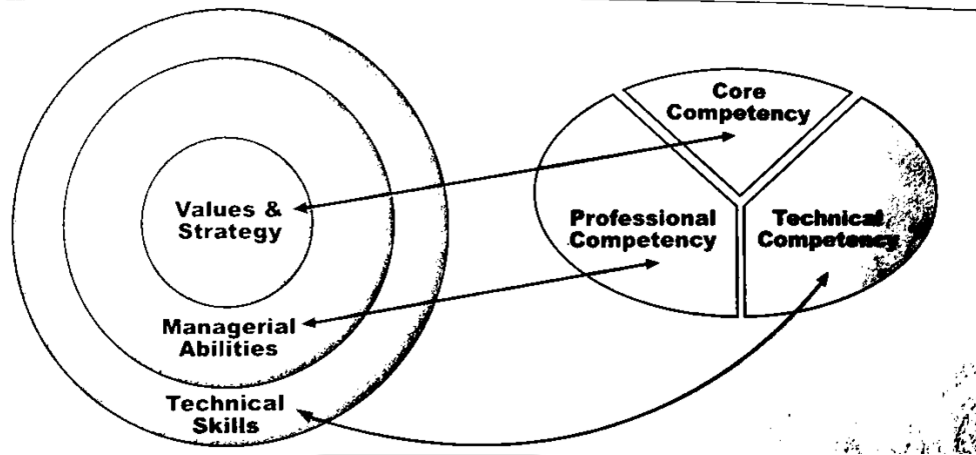 Core
Competency
Values &
Strategy
Professional
Competency
Technical
Competency
Managerial
Abilities
Technical
Skills